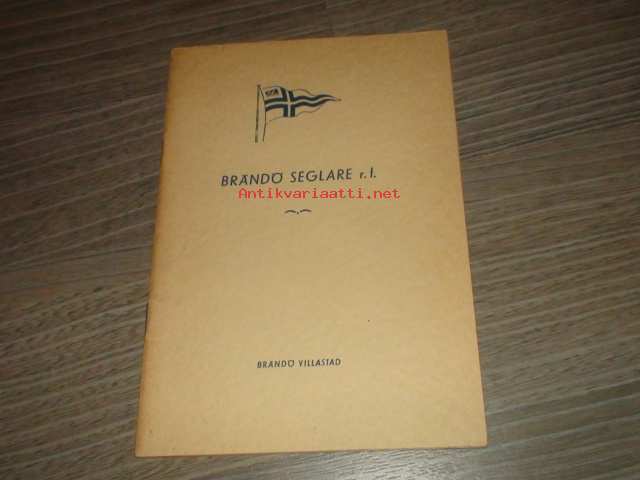 BRÄNDÖ SEGLARE r. f.
Antikvariaatti.net
BRÄNDÖ VILLASTAD